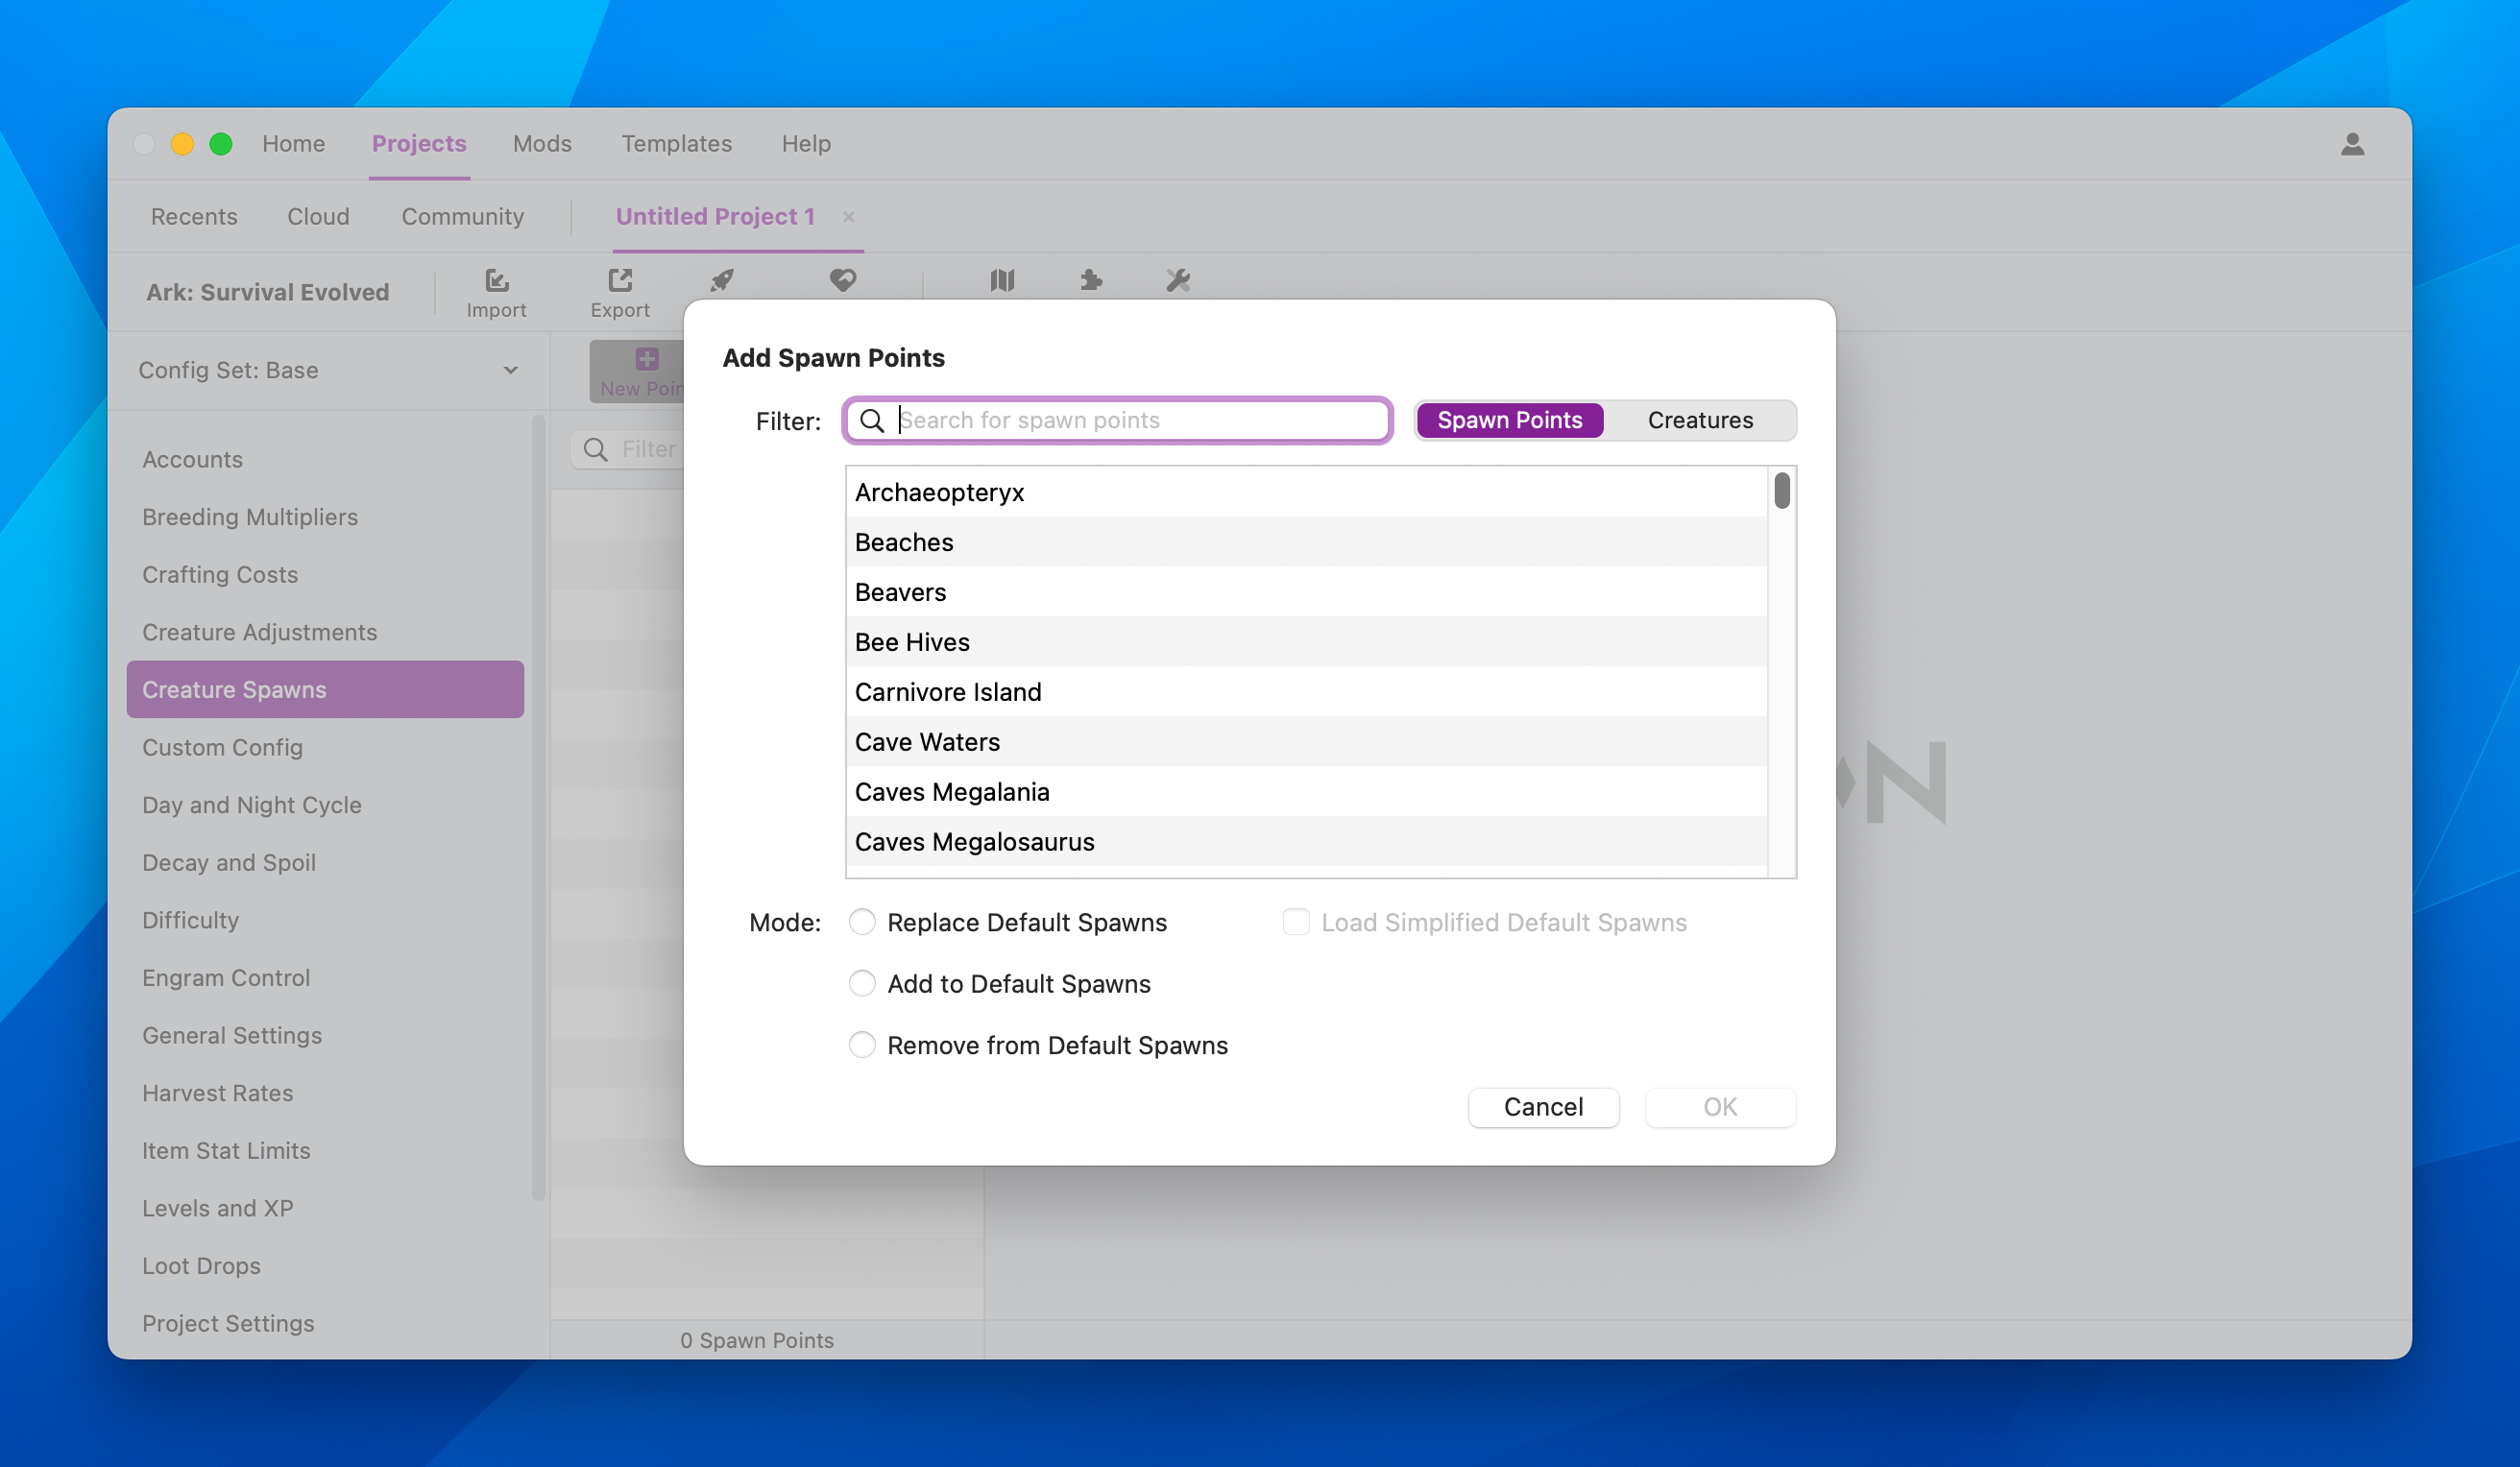 Home Projects Mods Templates Help
Recents Cloud Community Untitled Project 1
Ark: Survival Evolved Import Export
Config Set: Base
New Poin
Filter
Accounts
Breeding Multipliers
Crafting Costs
Creature Adjustments
Creature Spawns
Custom Config
Day and Night Cycle
Decay and Spoil
Difficulty
Engram Control
General Settings
Harvest Rates
Item Stat Limits
Levels and XP
Loot Drops
Project Settings
0 Spawn Points
Add Spawn Points
Filter: Search for spawn points Spawn Points Creatures
Archaeopteryx
Beaches
Beavers
Bee Hives
Carnivore Island
Cave Waters
Caves Megalania
Caves Megalosaurus
Mode: Replace Default Spawns Load Simplified Default Spawns
Add to Default Spawns
Remove from Default Spawns
Cancel OK
N